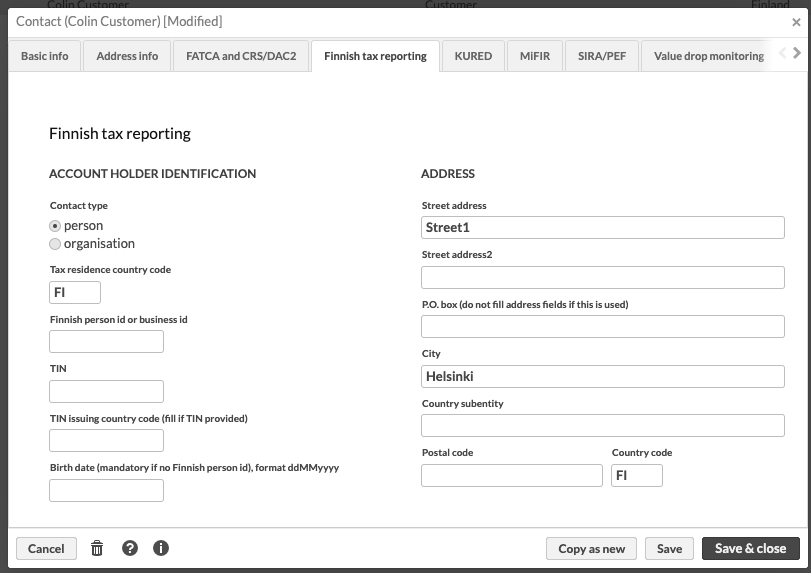 Colin Customer Customer Finland
Contact (Colin Customer) [Modified]
Basic info Address info FATCA and CRS/DAC2 Finnish tax reporting KURED MiFIR SIRA/PEF Value drop monitoring
Finnish tax reporting
ACCOUNT HOLDER IDENTIFICATION
Contact type
person
organisation
Tax residence country code
FI
Finnish person id or business id
TIN
TIN issuing country code (fill if TIN provided)
Birth date (mandatory if no Finnish person id), format ddMMyyyy
ADDRESS
Street address
Street1
Street address2
P.O. box (do not fill address fields if this is used)
City
Helsinki
Country subentity
Postal code Country code
FI
Cancel Copy as new Save Save & close